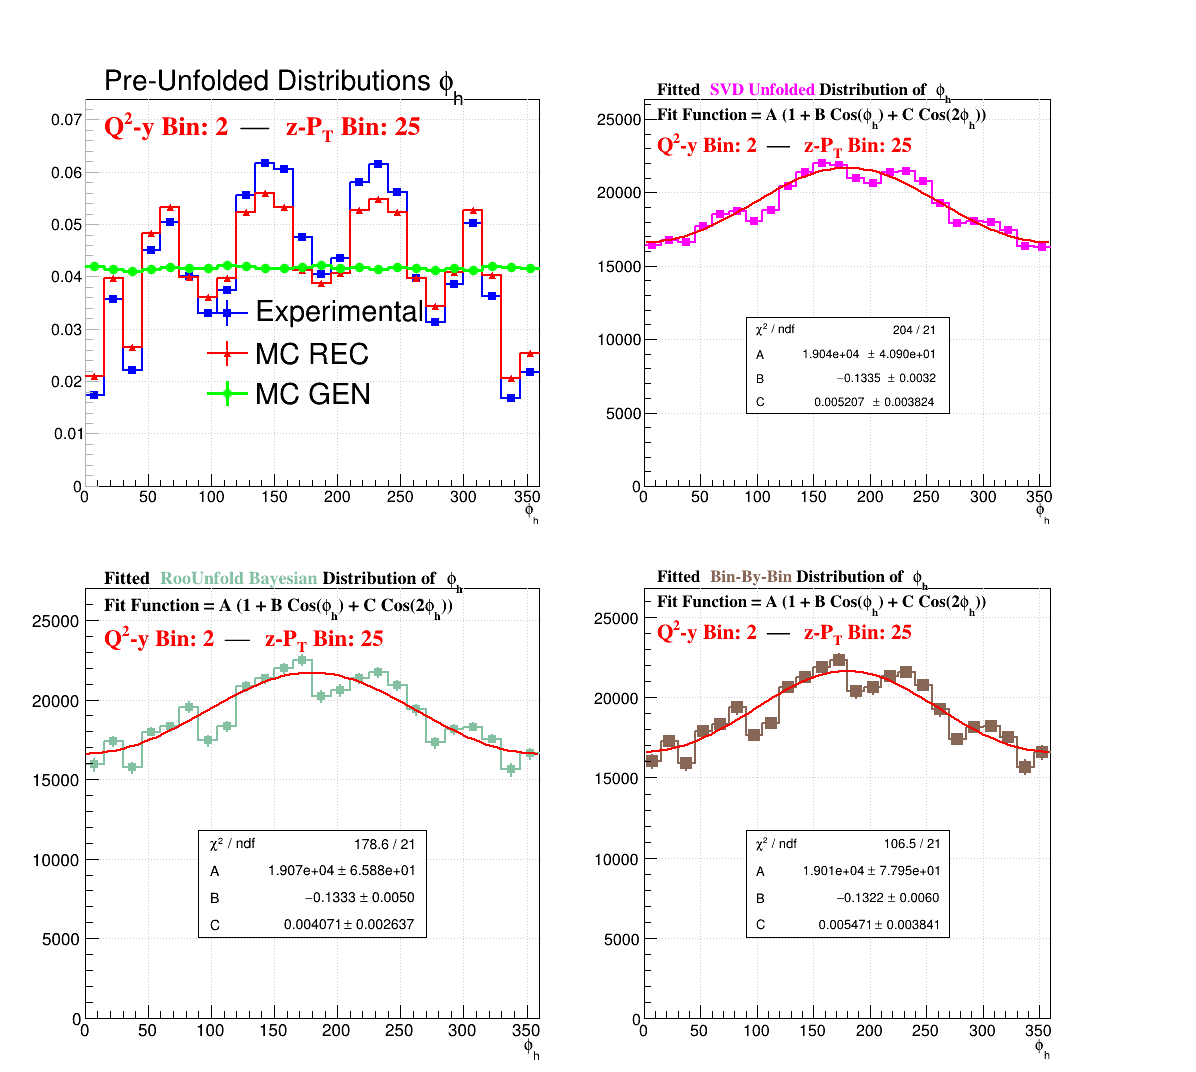 Pre-Unfolded Distributions ϕh
Q²-y Bin: 2 — z-PT Bin: 25
0.07
0.06
0.05
0.04
0.03
0.02
0.01
0
Experimental
MC REC
MC GEN
0 50 100 150 200 250 300 350
ϕh
Fitted SVD Unfolded Distribution of ϕh
Fit Function = A (1 + B Cos(ϕh) + C Cos(2ϕh))
Q²-y Bin: 2 — z-PT Bin: 25
25000
20000
15000
10000
5000
0
χ² / ndf 204 / 21
A 1.904e+04 ± 4.090e+01
B −0.1335 ± 0.0032
C 0.005207 ± 0.003824
0 50 100 150 200 250 300 350
ϕh
Fitted RooUnfold Bayesian Distribution of ϕh
Fit Function = A (1 + B Cos(ϕh) + C Cos(2ϕh))
Q²-y Bin: 2 — z-PT Bin: 25
25000
20000
15000
10000
5000
0
χ² / ndf 178.6 / 21
A 1.907e+04 ± 6.588e+01
B −0.1333 ± 0.0050
C 0.004071 ± 0.002637
0 50 100 150 200 250 300 350
ϕh
Fitted Bin-By-Bin Distribution of ϕh
Fit Function = A (1 + B Cos(ϕh) + C Cos(2ϕh))
Q²-y Bin: 2 — z-PT Bin: 25
25000
20000
15000
10000
5000
0
χ² / ndf 106.5 / 21
A 1.901e+04 ± 7.795e+01
B −0.1322 ± 0.0060
C 0.005471 ± 0.003841
0 50 100 150 200 250 300 350
ϕh